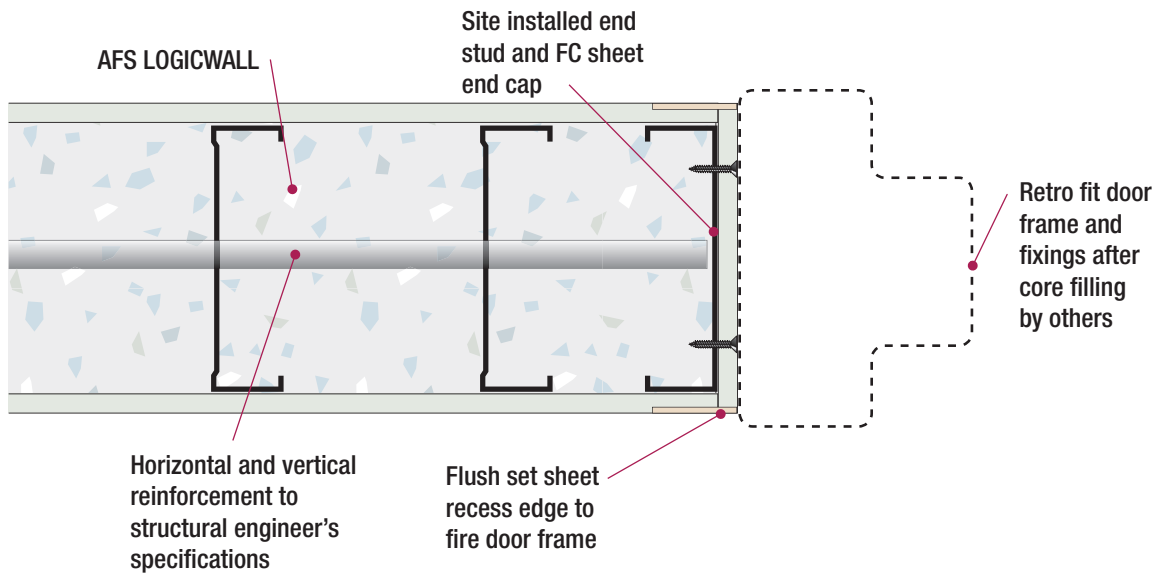 Site installed end
stud and FC sheet
end cap
AFS LOGICWALL
Retro fit door
frame and
fixings after
core filling
by others
Horizontal and vertical
reinforcement to
structural engineer’s
specifications
Flush set sheet
recess edge to
fire door frame